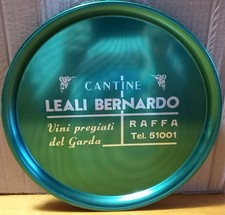 CANTINE
LEALI BERNARDO
Vini pregiati
del Garda
RAFFA
Tel. 51001